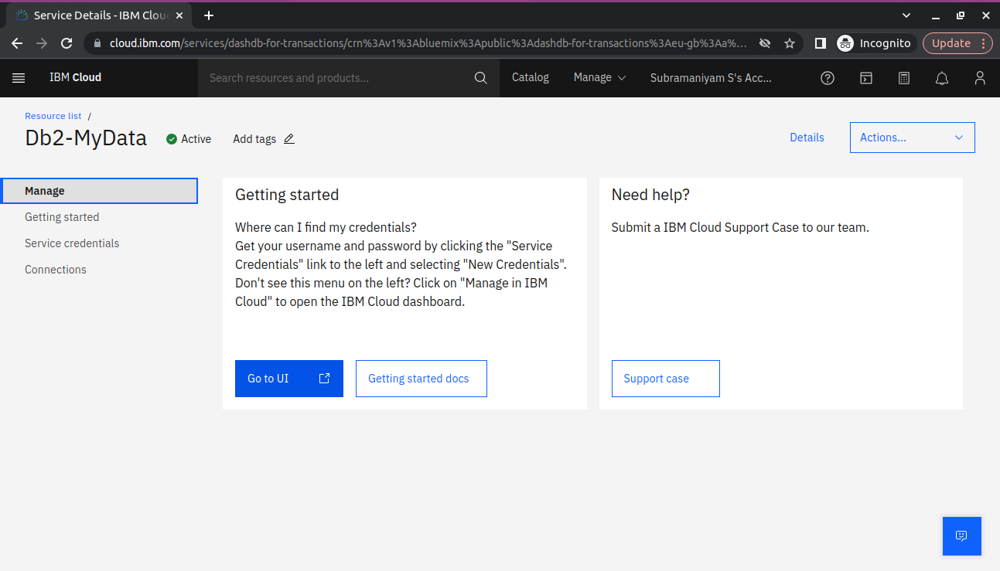 Service Details - IBM Clou
cloud.ibm.com/services/dashdb-for-transactions/crn%3Av1%3Abluemix%3Apublic%3Adashdb-for-transactions%3Aeu-gb%3Aa%...
Incognito
Update
IBM Cloud
Search resources and products...
Catalog
Manage
Subramaniyam S's Acc...
Resource list /
Db2-MyData
Active
Add tags
Details
Actions...
Manage
Getting started
Service credentials
Connections
Getting started
Where can I find my credentials?
Get your username and password by clicking the "Service
Credentials" link to the left and selecting "New Credentials".
Don't see this menu on the left? Click on "Manage in IBM
Cloud" to open the IBM Cloud dashboard.
Go to UI
Getting started docs
Need help?
Submit a IBM Cloud Support Case to our team.
Support case